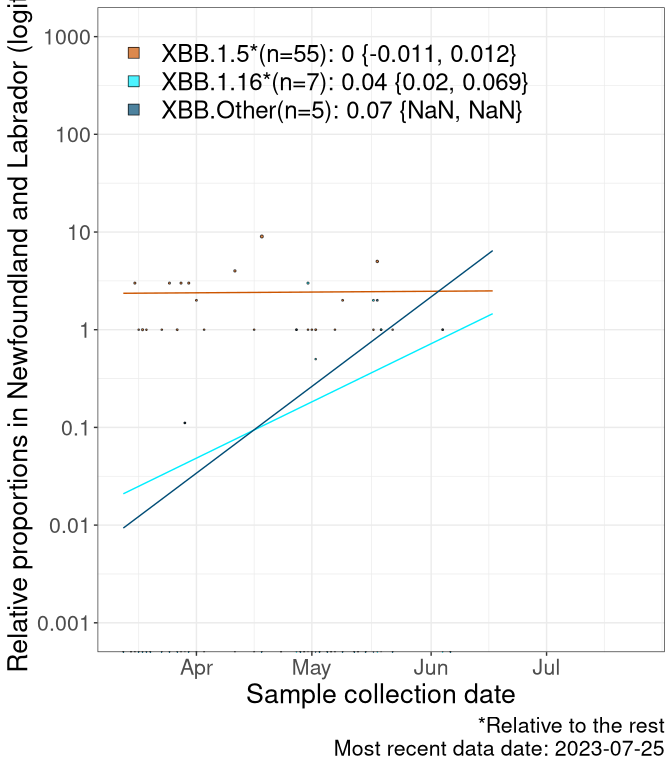 Relative proportions in Newfoundland and Labrador (logit
1000
100
10
1
0.1
0.01
0.001
XBB.1.5*(n=55): 0 {-0.011, 0.012}
XBB.1.16*(n=7): 0.04 {0.02, 0.069}
XBB.Other(n=5): 0.07 {NaN, NaN}
Apr May Jun Jul
Sample collection date
*Relative to the rest
Most recent data date: 2023-07-25